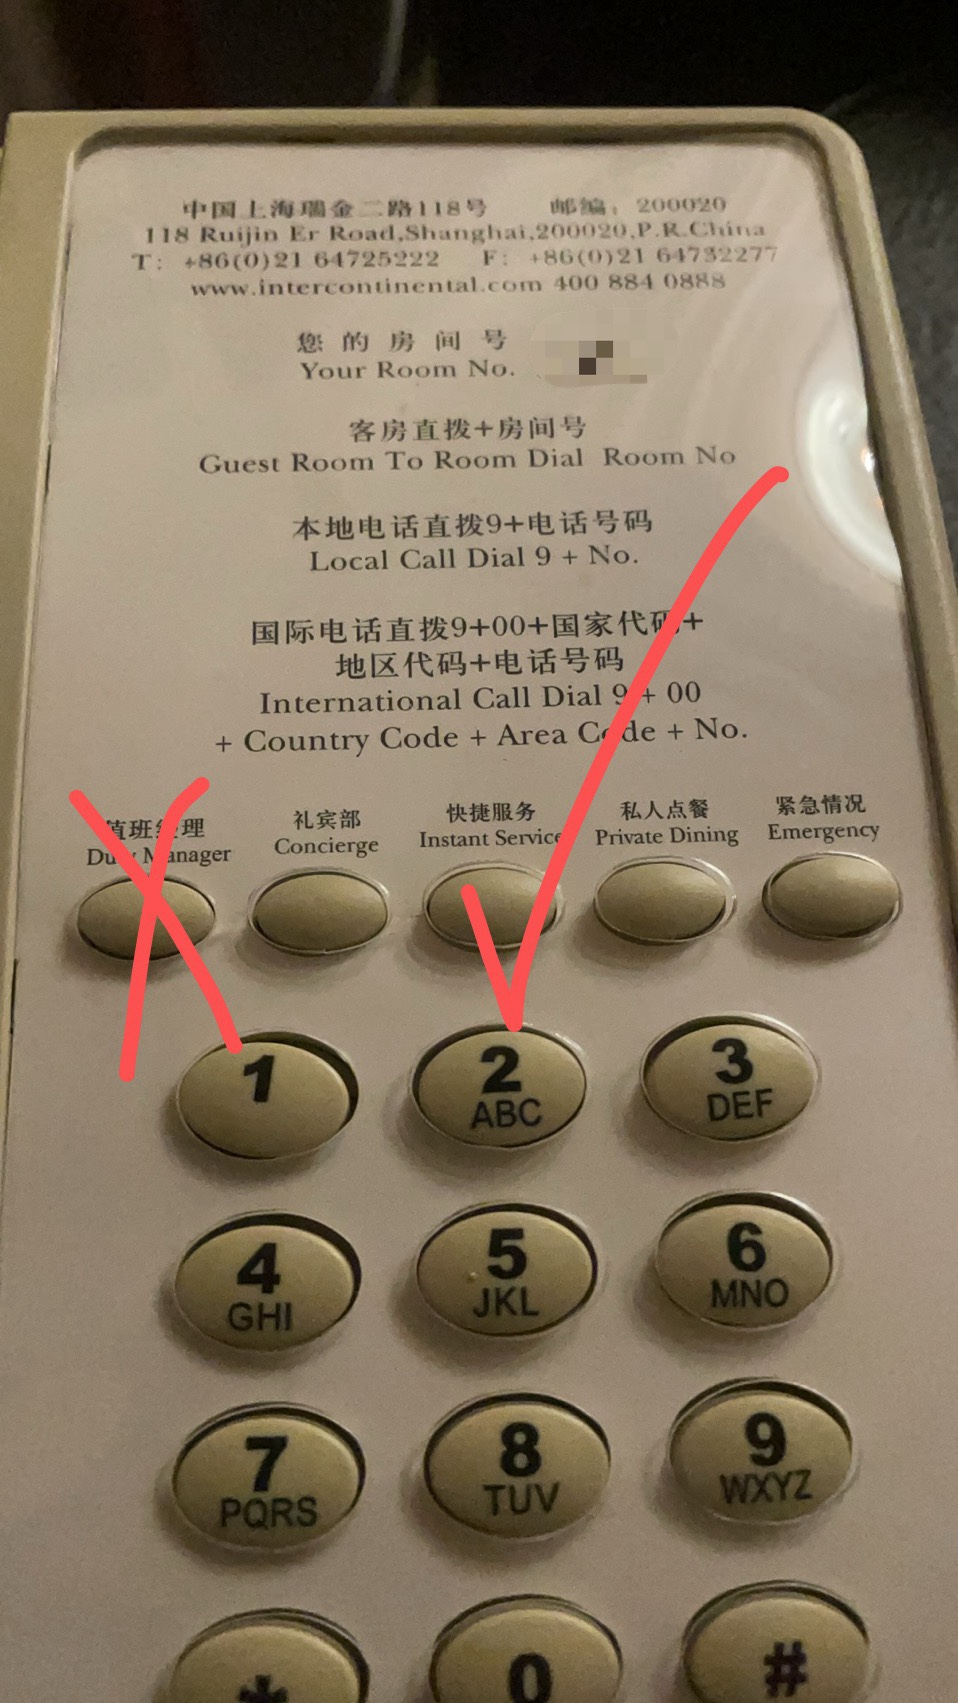 中国上海瑞金二路118号 邮编：200020
118 Ruijin Er Road,Shanghai,200020,P.R.China
T: +86(0)21 64725222 F: +86(0)21 64732277
www.intercontinental.com 400 884 0888
您的房间号
Your Room No.
客房直拨+房间号
Guest Room To Room Dial Room No
本地电话直拨9+电话号码
Local Call Dial 9 + No.
国际电话直拨9+00+国家代码+
地区代码+电话号码
International Call Dial 9 + 00
+ Country Code + Area Code + No.
值班经理 礼宾部 快捷服务 私人点餐 紧急情况
Duty Manager Concierge Instant Service Private Dining Emergency
1 2 3
ABC DEF
4 5 6
GHI JKL MNO
7 8 9
PQRS TUV WXYZ
* 0 #